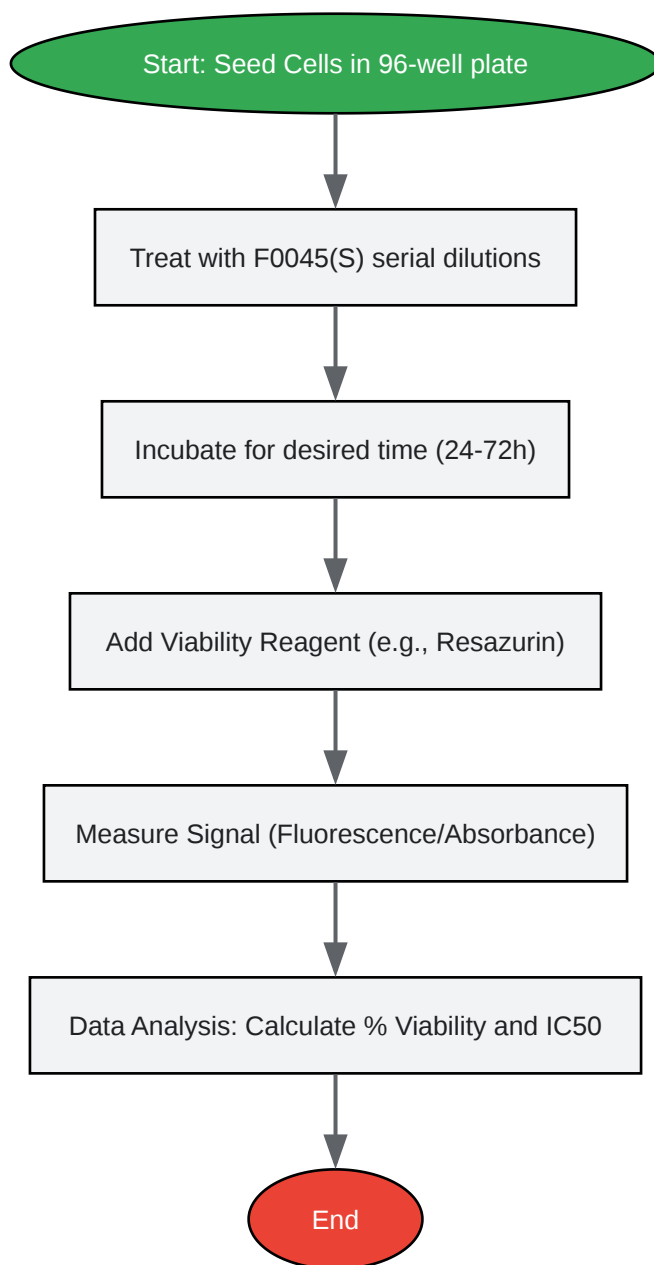 Start: Seed Cells in 96-well plate
Treat with F0045(S) serial dilutions
Incubate for desired time (24-72h)
Add Viability Reagent (e.g., Resazurin)
Measure Signal (Fluorescence/Absorbance)
Data Analysis: Calculate % Viability and IC50
End